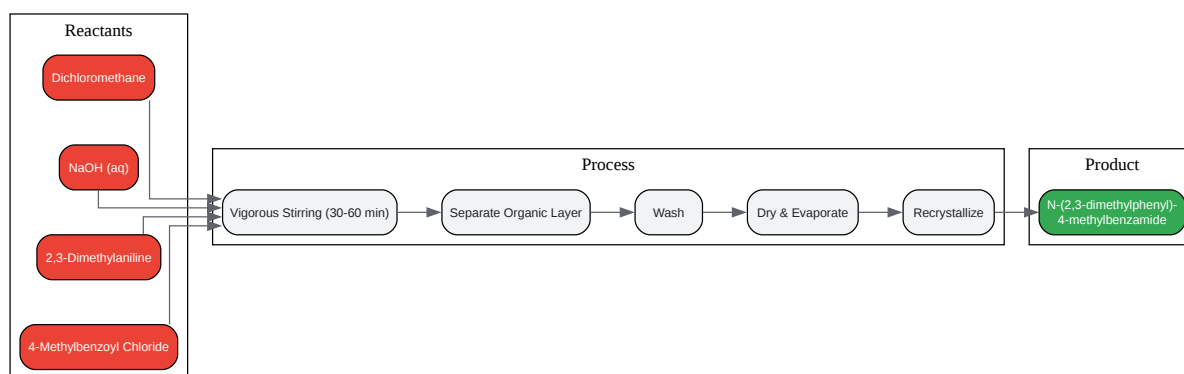 Reactants
Dichloromethane
NaOH (aq)
2,3-Dimethylaniline
4-Methylbenzoyl Chloride
Process
Vigorous Stirring (30-60 min)
Separate Organic Layer
Wash
Dry & Evaporate
Recrystallize
Product
N-(2,3-dimethylphenyl)-
4-methylbenzamide